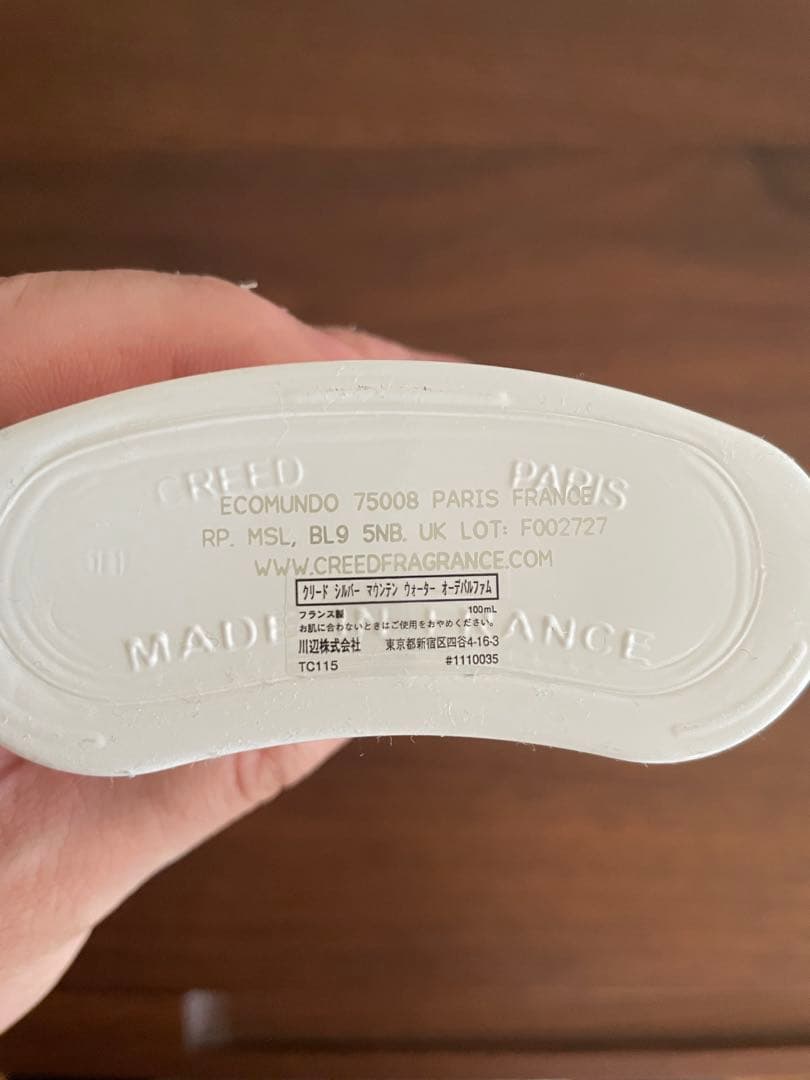 CREED PARIS
ECOMUNDO 75008 PARIS FRANCE
RP. MSL, BL9 5NB. UK LOT: F002727
WWW.CREEDFRAGRANCE.COM
クリード シルバー マウンテン ウォーター オーデパルファム
フランス製 100mL
お肌に合わないときはご使用をおやめください。
川辺株式会社 東京都新宿区四谷4-16-3
TC115 #1110035